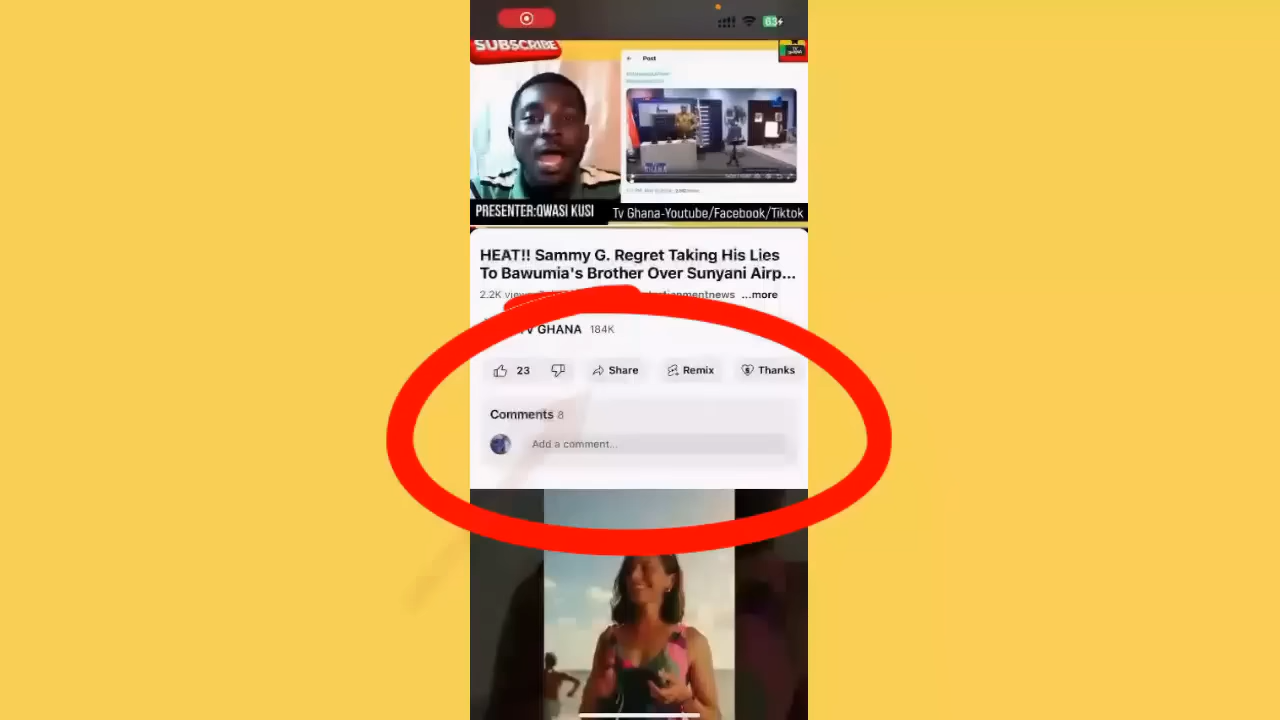 63
SUBSCRIBE
Post
PRESENTER:QWASI KUSI
Tv Ghana-Youtube/Facebook/Tiktok
HEAT!! Sammy G. Regret Taking His Lies
To Bawumia's Brother Over Sunyani Airp...
2.2K views ...more
TV GHANA 184K
23 Share Remix Thanks
Comments 8
Add a comment...